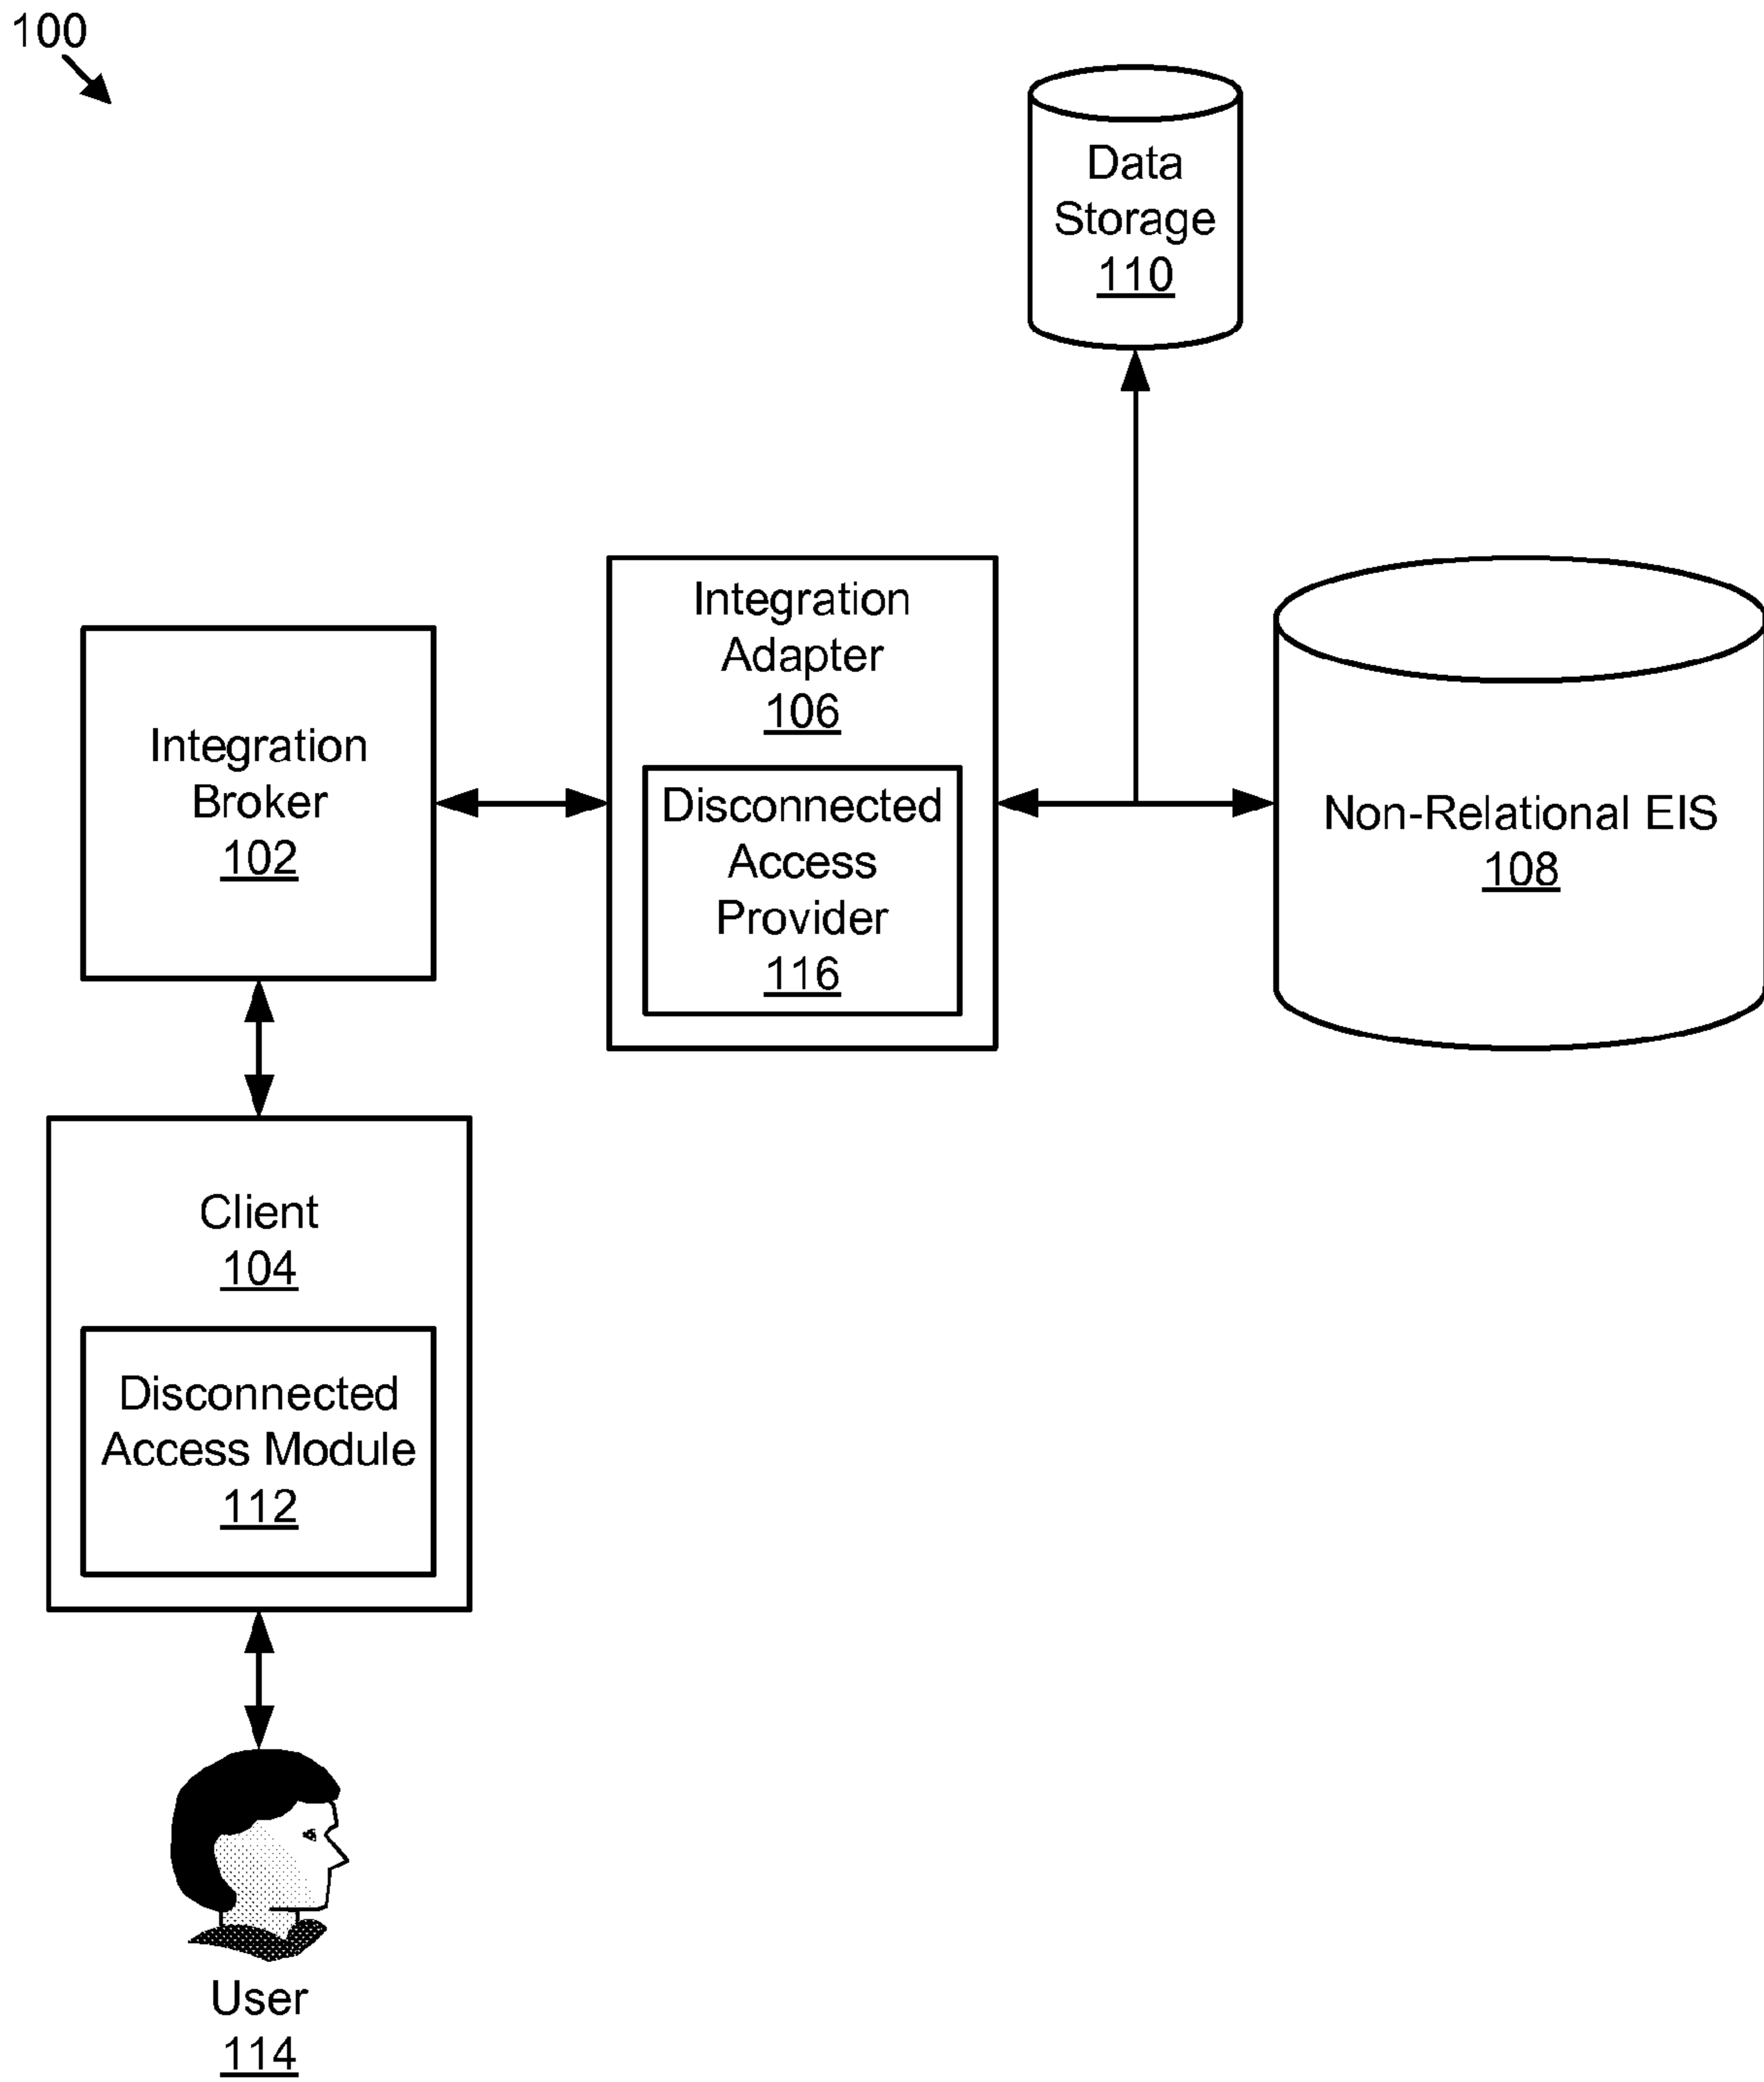 100
Data
Storage
110
Integration
Adapter
106
Integration
Broker
102
Disconnected
Access
Provider
116
Non-Relational EIS
108
Client
104
Disconnected
Access Module
112
User
114